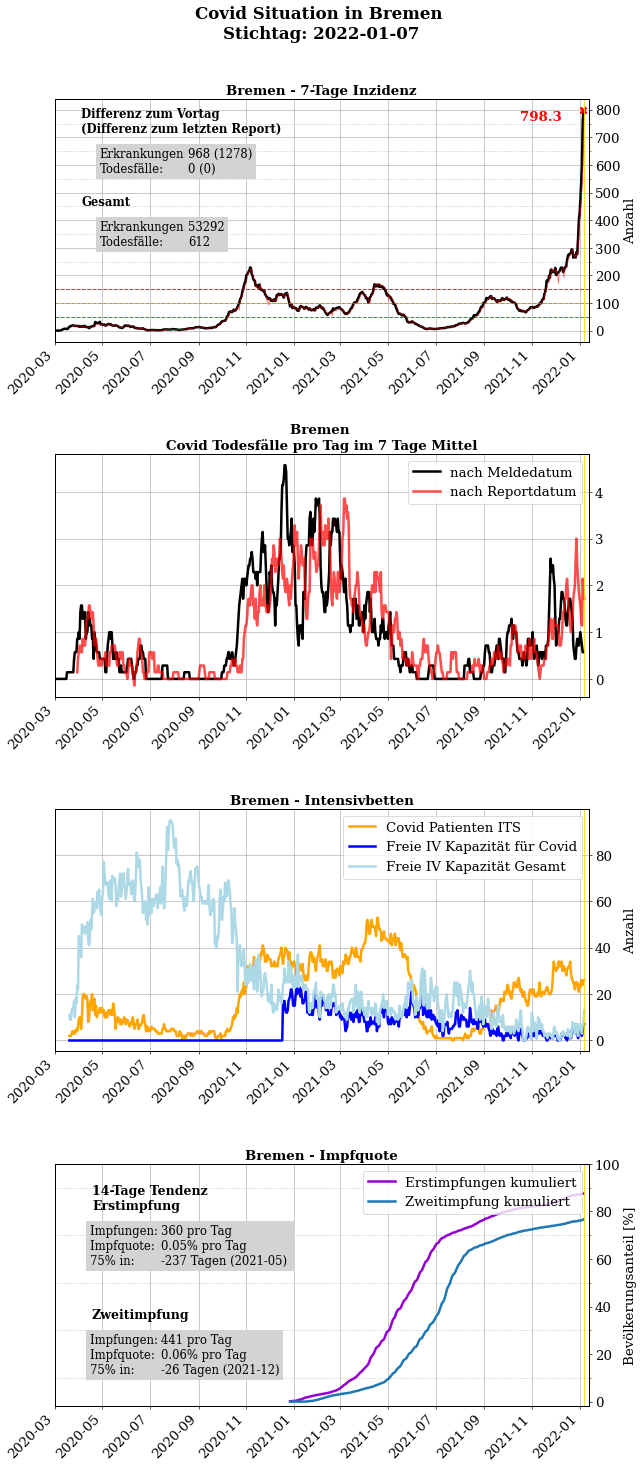 Covid Situation in Bremen
Stichtag: 2022-01-07
Bremen - 7-Tage Inzidenz
Differenz zum Vortag
(Differenz zum letzten Report)
Erkrankungen 968 (1278)
Todesfälle: 0 (0)
Gesamt
Erkrankungen 53292
Todesfälle: 612
798.3
800
700
600
500
400
300
200
100
0
Anzahl
2020-03 2020-05 2020-07 2020-09 2020-11 2021-01 2021-03 2021-05 2021-07 2021-09 2021-11 2022-01
Bremen
Covid Todesfälle pro Tag im 7 Tage Mittel
nach Meldedatum
nach Reportdatum
4
3
2
1
0
2020-03 2020-05 2020-07 2020-09 2020-11 2021-01 2021-03 2021-05 2021-07 2021-09 2021-11 2022-01
Bremen - Intensivbetten
Covid Patienten ITS
Freie IV Kapazität für Covid
Freie IV Kapazität Gesamt
80
60
40
20
0
Anzahl
2020-03 2020-05 2020-07 2020-09 2020-11 2021-01 2021-03 2021-05 2021-07 2021-09 2021-11 2022-01
Bremen - Impfquote
14-Tage Tendenz
Erstimpfung
Impfungen: 360 pro Tag
Impfquote: 0.05% pro Tag
75% in: -237 Tagen (2021-05)
Zweitimpfung
Impfungen: 441 pro Tag
Impfquote: 0.06% pro Tag
75% in: -26 Tagen (2021-12)
Erstimpfungen kumuliert
Zweitimpfung kumuliert
100
80
60
40
20
0
Bevölkerungsanteil [%]
2020-03 2020-05 2020-07 2020-09 2020-11 2021-01 2021-03 2021-05 2021-07 2021-09 2021-11 2022-01